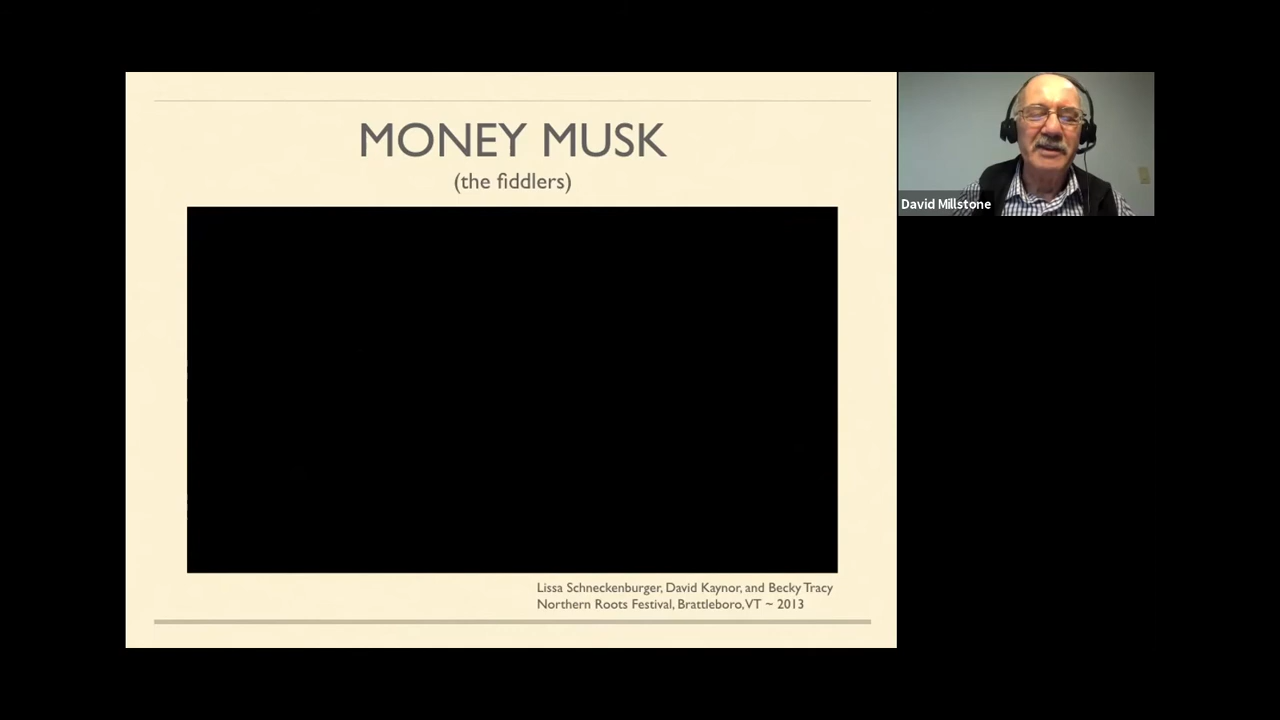 MONEY MUSK
(the fiddlers)
David Millstone
Lissa Schneckenburger, David Kaynor, and Becky Tracy
Northern Roots Festival, Brattleboro, VT ~ 2013